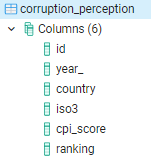 corruption_perception
Columns (6)
id
year_
country
iso3
cpi_score
ranking